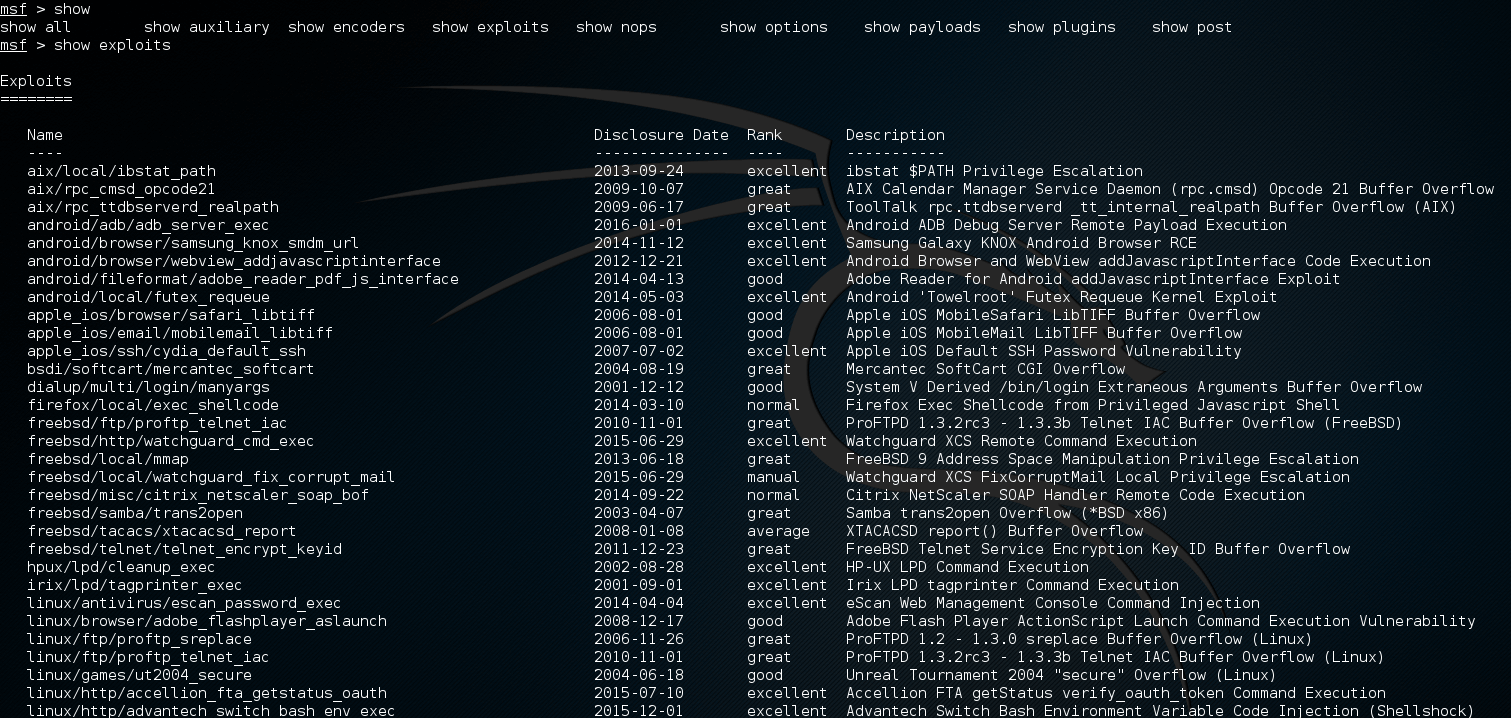 msf > show
show all show auxiliary show encoders show exploits show nops show options show payloads show plugins show post
msf > show exploits
Exploits
========
Name Disclosure Date Rank Description
---- --------------- ---- -----------
aix/local/ibstat_path 2013-09-24 excellent ibstat $PATH Privilege Escalation
aix/rpc_cmsd_opcode21 2009-10-07 great AIX Calendar Manager Service Daemon (rpc.cmsd) Opcode 21 Buffer Overflow
aix/rpc_ttdbserverd_realpath 2009-06-17 great ToolTalk rpc.ttdbserverd _tt_internal_realpath Buffer Overflow (AIX)
android/adb/adb_server_exec 2016-01-01 excellent Android ADB Debug Server Remote Payload Execution
android/browser/samsung_knox_smdm_url 2014-11-12 excellent Samsung Galaxy KNOX Android Browser RCE
android/browser/webview_addjavascriptinterface 2012-12-21 excellent Android Browser and WebView addJavascriptInterface Code Execution
android/fileformat/adobe_reader_pdf_js_interface 2014-04-13 good Adobe Reader for Android addJavascriptInterface Exploit
android/local/futex_requeue 2014-05-03 excellent Android 'Towelroot' Futex Requeue Kernel Exploit
apple_ios/browser/safari_libtiff 2006-08-01 good Apple iOS MobileSafari LibTIFF Buffer Overflow
apple_ios/email/mobilemail_libtiff 2006-08-01 good Apple iOS MobileMail LibTIFF Buffer Overflow
apple_ios/ssh/cydia_default_ssh 2007-07-02 excellent Apple iOS Default SSH Password Vulnerability
bsdi/softcart/mercantec_softcart 2004-08-19 great Mercantec SoftCart CGI Overflow
dialup/multi/login/manyargs 2001-12-12 good System V Derived /bin/login Extraneous Arguments Buffer Overflow
firefox/local/exec_shellcode 2014-03-10 normal Firefox Exec Shellcode from Privileged Javascript Shell
freebsd/ftp/proftp_telnet_iac 2010-11-01 great ProFTPD 1.3.2rc3 - 1.3.3b Telnet IAC Buffer Overflow (FreeBSD)
freebsd/http/watchguard_cmd_exec 2015-06-29 excellent Watchguard XCS Remote Command Execution
freebsd/local/mmap 2013-06-18 great FreeBSD 9 Address Space Manipulation Privilege Escalation
freebsd/local/watchguard_fix_corrupt_mail 2015-06-29 manual Watchguard XCS FixCorruptMail Local Privilege Escalation
freebsd/misc/citrix_netscaler_soap_bof 2014-09-22 normal Citrix NetScaler SOAP Handler Remote Code Execution
freebsd/samba/trans2open 2003-04-07 great Samba trans2open Overflow (*BSD x86)
freebsd/tacacs/xtacacsd_report 2008-01-08 average XTACACSD report() Buffer Overflow
freebsd/telnet/telnet_encrypt_keyid 2011-12-23 great FreeBSD Telnet Service Encryption Key ID Buffer Overflow
hpux/lpd/cleanup_exec 2002-08-28 excellent HP-UX LPD Command Execution
irix/lpd/tagprinter_exec 2001-09-01 excellent Irix LPD tagprinter Command Execution
linux/antivirus/escan_password_exec 2014-04-04 excellent eScan Web Management Console Command Injection
linux/browser/adobe_flashplayer_aslaunch 2008-12-17 good Adobe Flash Player ActionScript Launch Command Execution Vulnerability
linux/ftp/proftp_sreplace 2006-11-26 great ProFTPD 1.2 - 1.3.0 sreplace Buffer Overflow (Linux)
linux/ftp/proftp_telnet_iac 2010-11-01 great ProFTPD 1.3.2rc3 - 1.3.3b Telnet IAC Buffer Overflow (Linux)
linux/games/ut2004_secure 2004-06-18 good Unreal Tournament 2004 "secure" Overflow (Linux)
linux/http/accellion_fta_getstatus_oauth 2015-07-10 excellent Accellion FTA getStatus verify_oauth_token Command Execution
linux/http/advantech_switch_bash_env_exec 2015-12-01 excellent Advantech Switch Bash Environment Variable Code Injection (Shellshock)